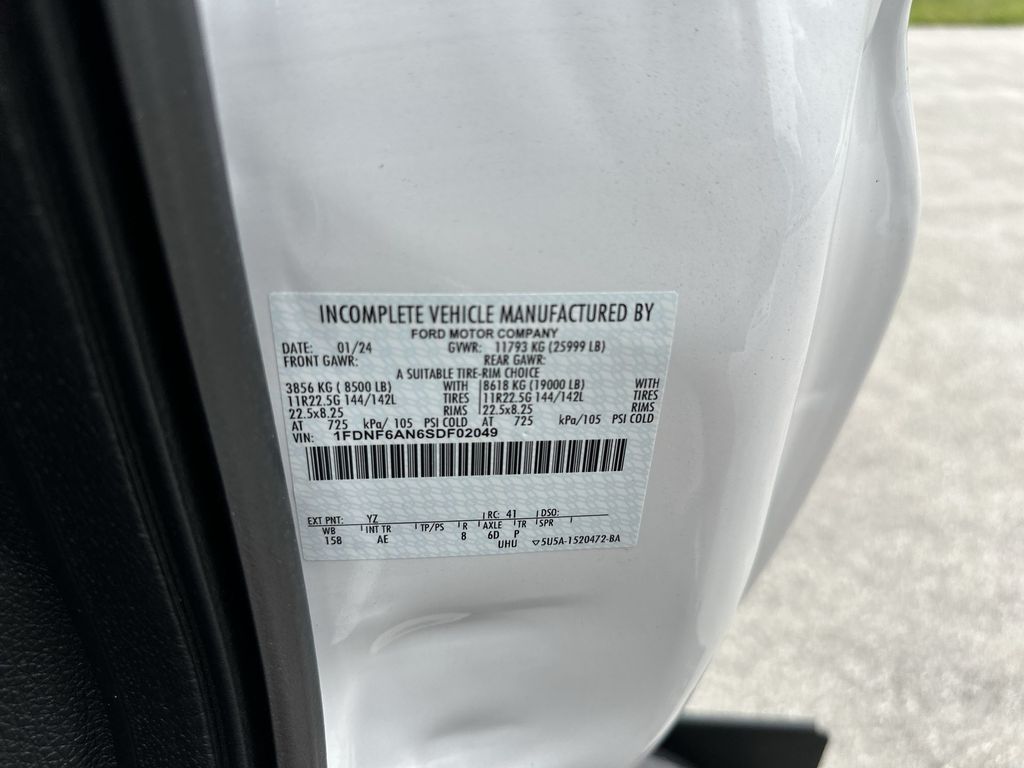 INCOMPLETE VEHICLE MANUFACTURED BY
FORD MOTOR COMPANY
DATE: 01/24 GVWR: 11793 KG (25999 LB)
FRONT GAWR: REAR GAWR:
A SUITABLE TIRE-RIM CHOICE
3856 KG ( 8500 LB) WITH 8618 KG (19000 LB) WITH
11R22.5G 144/142L TIRES 11R22.5G 144/142L TIRES
22.5x8.25 RIMS 22.5x8.25 RIMS
AT 725 kPa/ 105 PSI COLD AT 725 kPa/105 PSI COLD
VIN: 1FDNF6AN6SDF02049
EXT PNT: YZ RC: 41 DSO:
WB INT TR TP/PS R AXLE TR SPR
158 AE 8 6D P
UHU 5U5A-1520472-BA